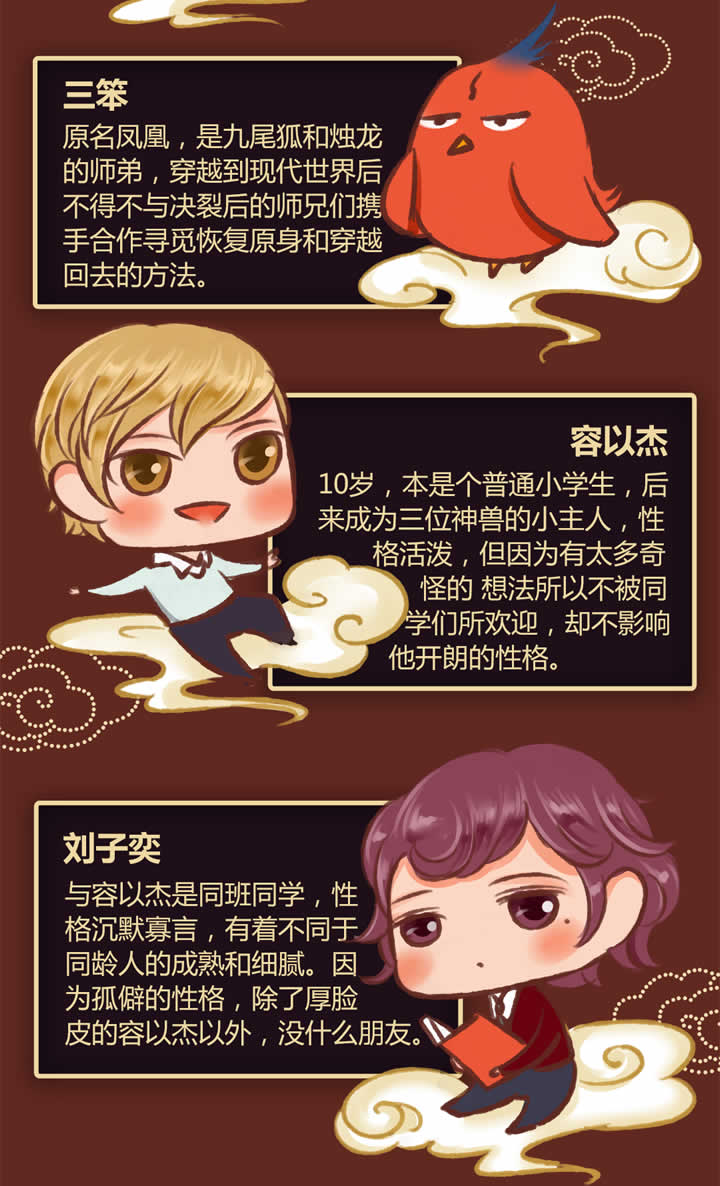 三笨
原名凤凰，是九尾狐和烛龙
的师弟，穿越到现代世界后
不得不与决裂后的师兄们携
手合作寻觅恢复原身和穿越
回去的方法。
容以杰
10岁，本是个普通小学生，后
来成为三位神兽的小主人，性
格活泼，但因为有太多奇
怪的 想法所以不被同
学们所欢迎，却不影响
他开朗的性格。
刘子奕
与容以杰是同班同学，性
格沉默寡言，有着不同于
同龄人的成熟和细腻。因
为孤僻的性格，除了厚脸
皮的容以杰以外，没什么朋友。